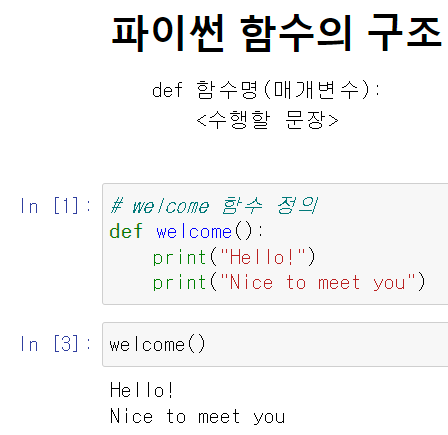 파이썬 함수의 구조
def 함수명(매개변수):
<수행할 문장>
In [1]: # welcome 함수 정의
def welcome():
print("Hello!")
print("Nice to meet you")
In [3]: welcome()
Hello!
Nice to meet you